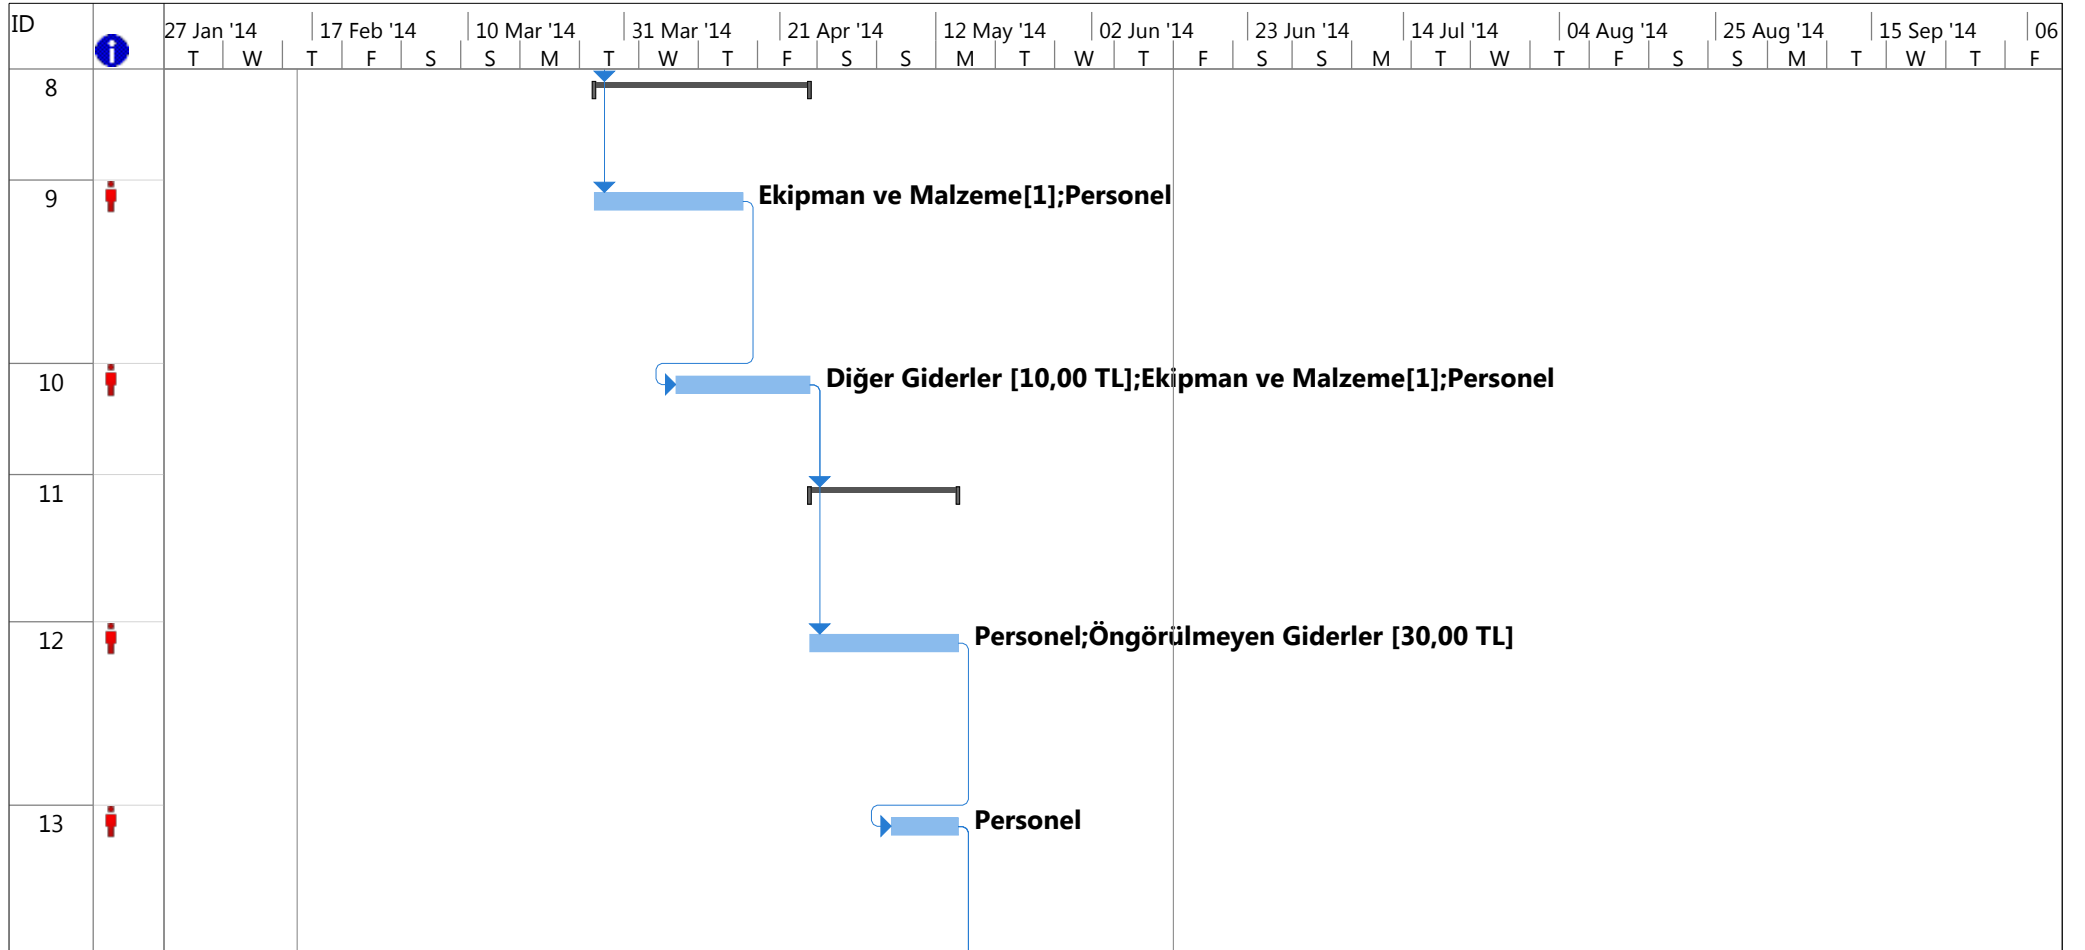 ID
27 Jan '14 17 Feb '14 10 Mar '14 31 Mar '14 21 Apr '14 12 May '14 02 Jun '14 23 Jun '14 14 Jul '14 04 Aug '14 25 Aug '14 15 Sep '14 06
T W T F S S M T W T F S S M T W T F S S M T W T F S S M T W T F
8
9 Ekipman ve Malzeme[1];Personel
10 Diğer Giderler [10,00 TL];Ekipman ve Malzeme[1];Personel
11
12 Personel;Öngörülmeyen Giderler [30,00 TL]
13 Personel